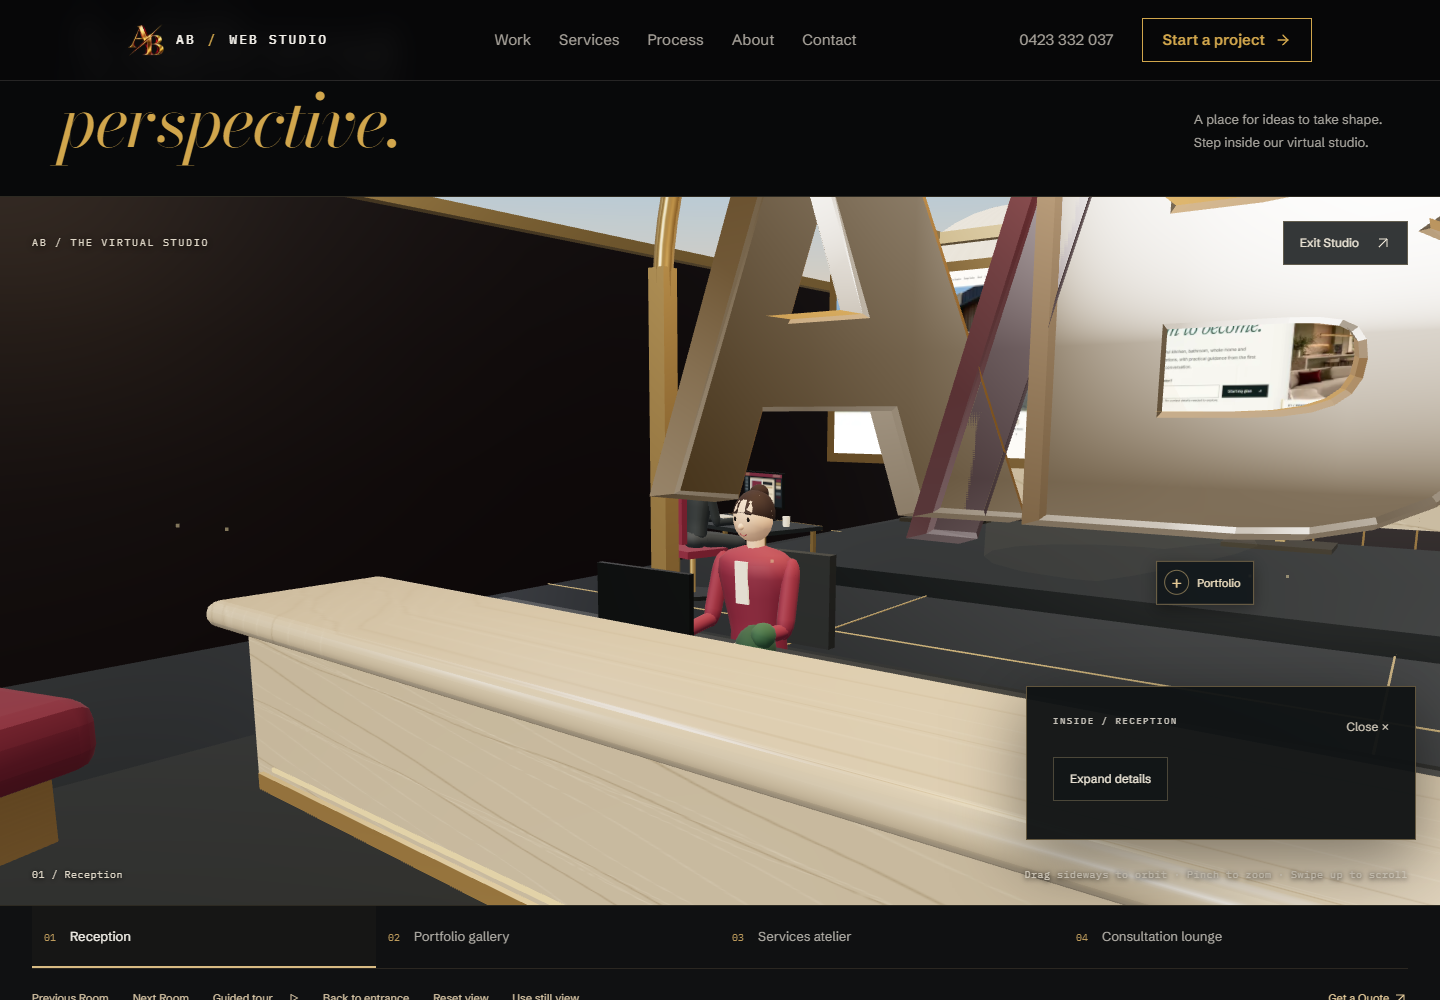 AB / WEB STUDIO
Work
Services
Process
About
Contact
0423 332 037
Start a project
perspective.
A place for ideas to take shape.
Step inside our virtual studio.
AB / THE VIRTUAL STUDIO
Exit Studio
AB
to become.
Portfolio
INSIDE / RECEPTION
Close ×
Expand details
01 / Reception
Drag sideways to orbit · Pinch to zoom · Swipe up to scroll
01 Reception
02 Portfolio gallery
03 Services atelier
04 Consultation lounge
Previous Room
Next Room
Guided tour
Back to entrance
Reset view
Use still view
Get a Quote